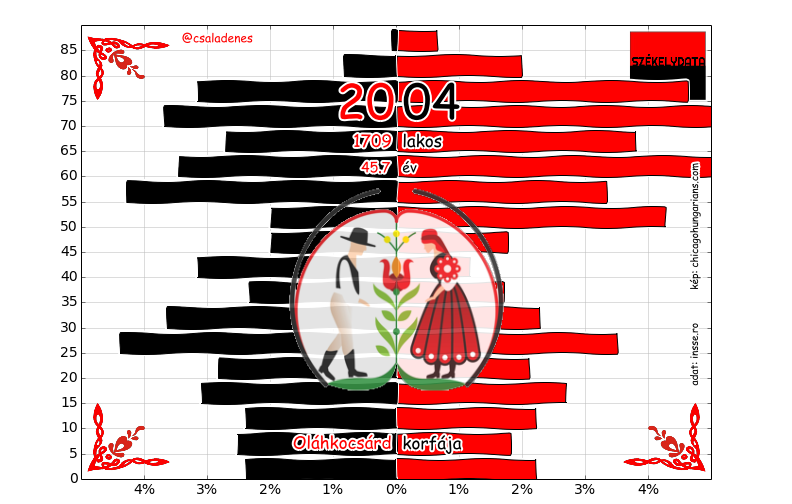 @csaladenes
SZÉKELYDATA
2004
1709 lakos
45.7 év
Oláhkocsárd korfája
kép: chicagohungarians.com
adat: insse.ro
85
80
75
70
65
60
55
50
45
40
35
30
25
20
15
10
5
0
4% 3% 2% 1% 0% 1% 2% 3% 4%